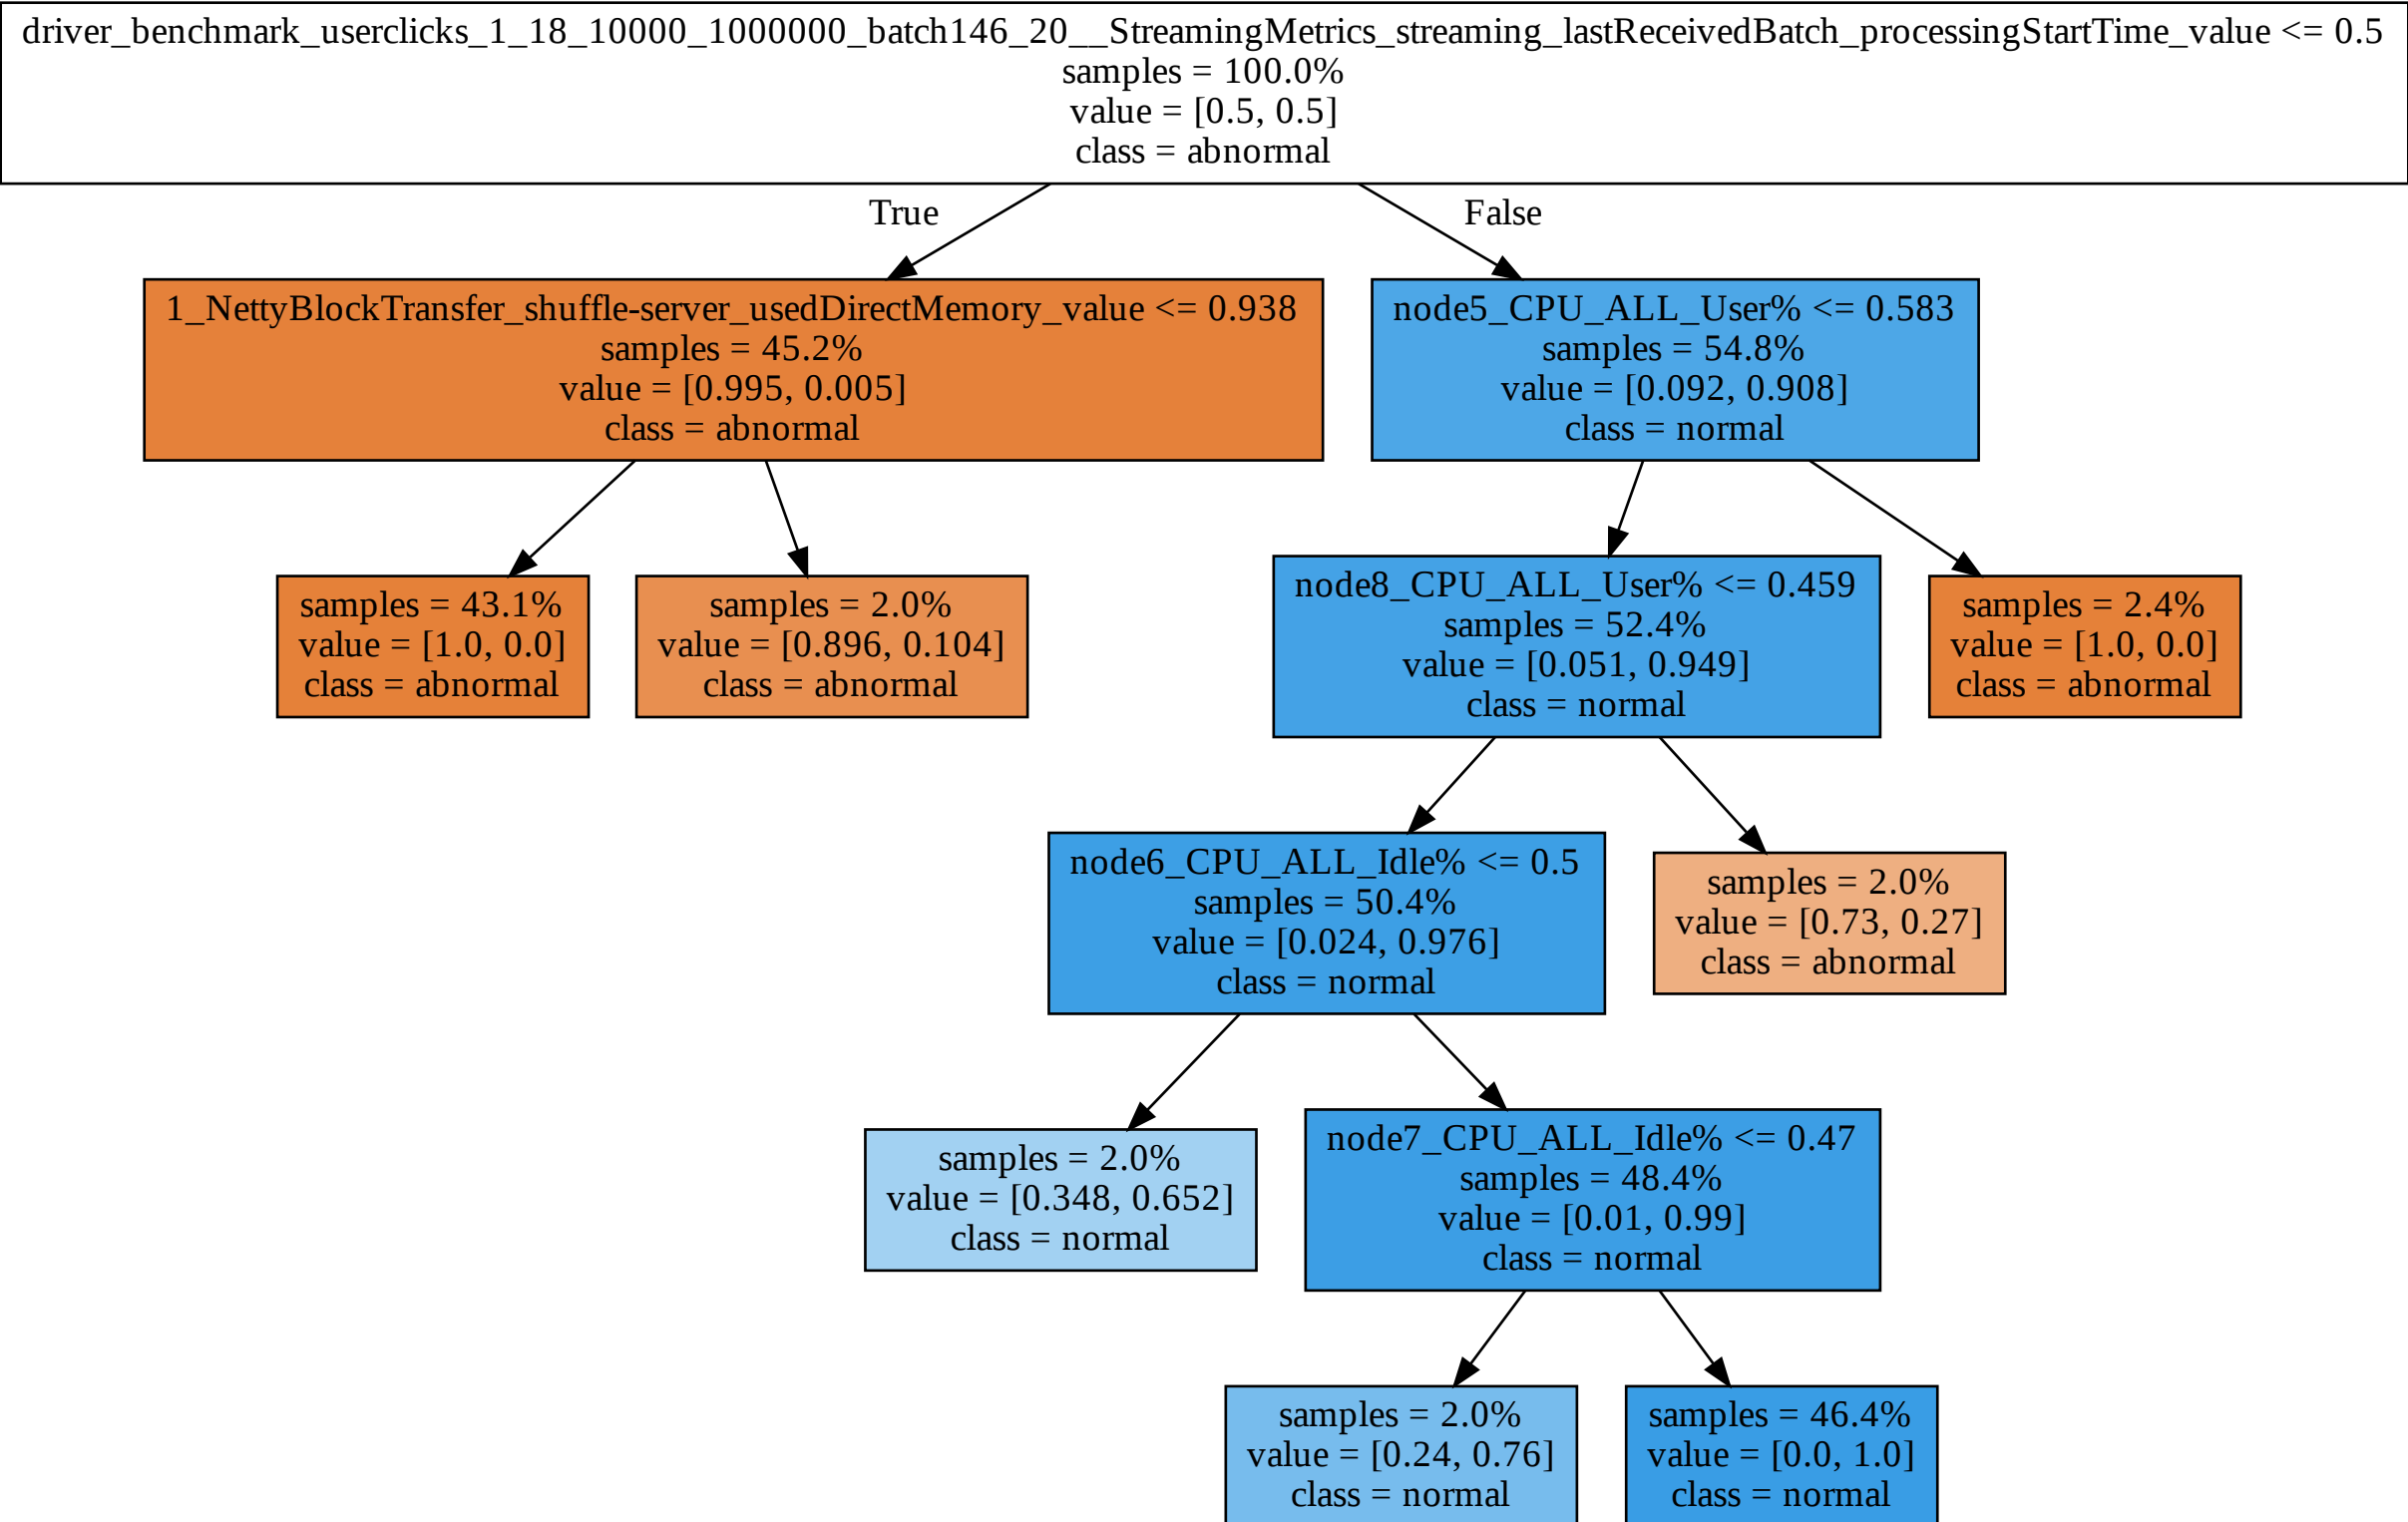 driver_benchmark_userclicks_1_18_10000_1000000_batch146_20__StreamingMetrics_streaming_lastReceivedBatch_processingStartTime_value <= 0.5
samples = 100.0%
value = [0.5, 0.5]
class = abnormal
True
False
1_NettyBlockTransfer_shuffle-server_usedDirectMemory_value <= 0.938
samples = 45.2%
value = [0.995, 0.005]
class = abnormal
node5_CPU_ALL_User% <= 0.583
samples = 54.8%
value = [0.092, 0.908]
class = normal
samples = 43.1%
value = [1.0, 0.0]
class = abnormal
samples = 2.0%
value = [0.896, 0.104]
class = abnormal
node8_CPU_ALL_User% <= 0.459
samples = 52.4%
value = [0.051, 0.949]
class = normal
samples = 2.4%
value = [1.0, 0.0]
class = abnormal
node6_CPU_ALL_Idle% <= 0.5
samples = 50.4%
value = [0.024, 0.976]
class = normal
samples = 2.0%
value = [0.73, 0.27]
class = abnormal
samples = 2.0%
value = [0.348, 0.652]
class = normal
node7_CPU_ALL_Idle% <= 0.47
samples = 48.4%
value = [0.01, 0.99]
class = normal
samples = 2.0%
value = [0.24, 0.76]
class = normal
samples = 46.4%
value = [0.0, 1.0]
class = normal